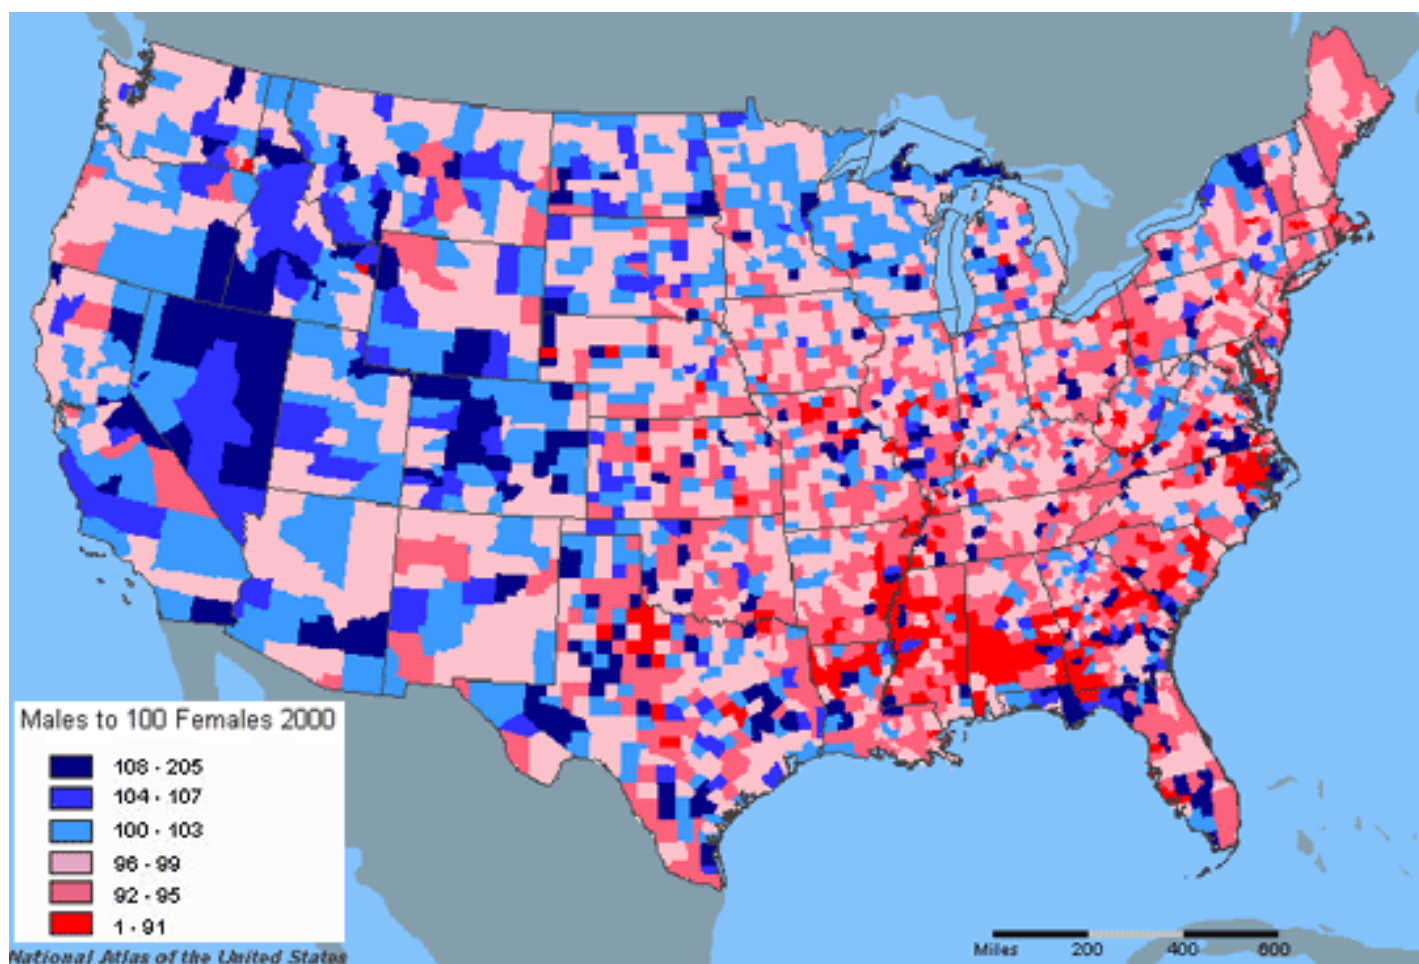 Males to 100 Females 2000
108 - 205
104 - 107
100 - 103
96 - 99
92 - 95
1 - 91
National Atlas of the United States
Miles 200 400 600